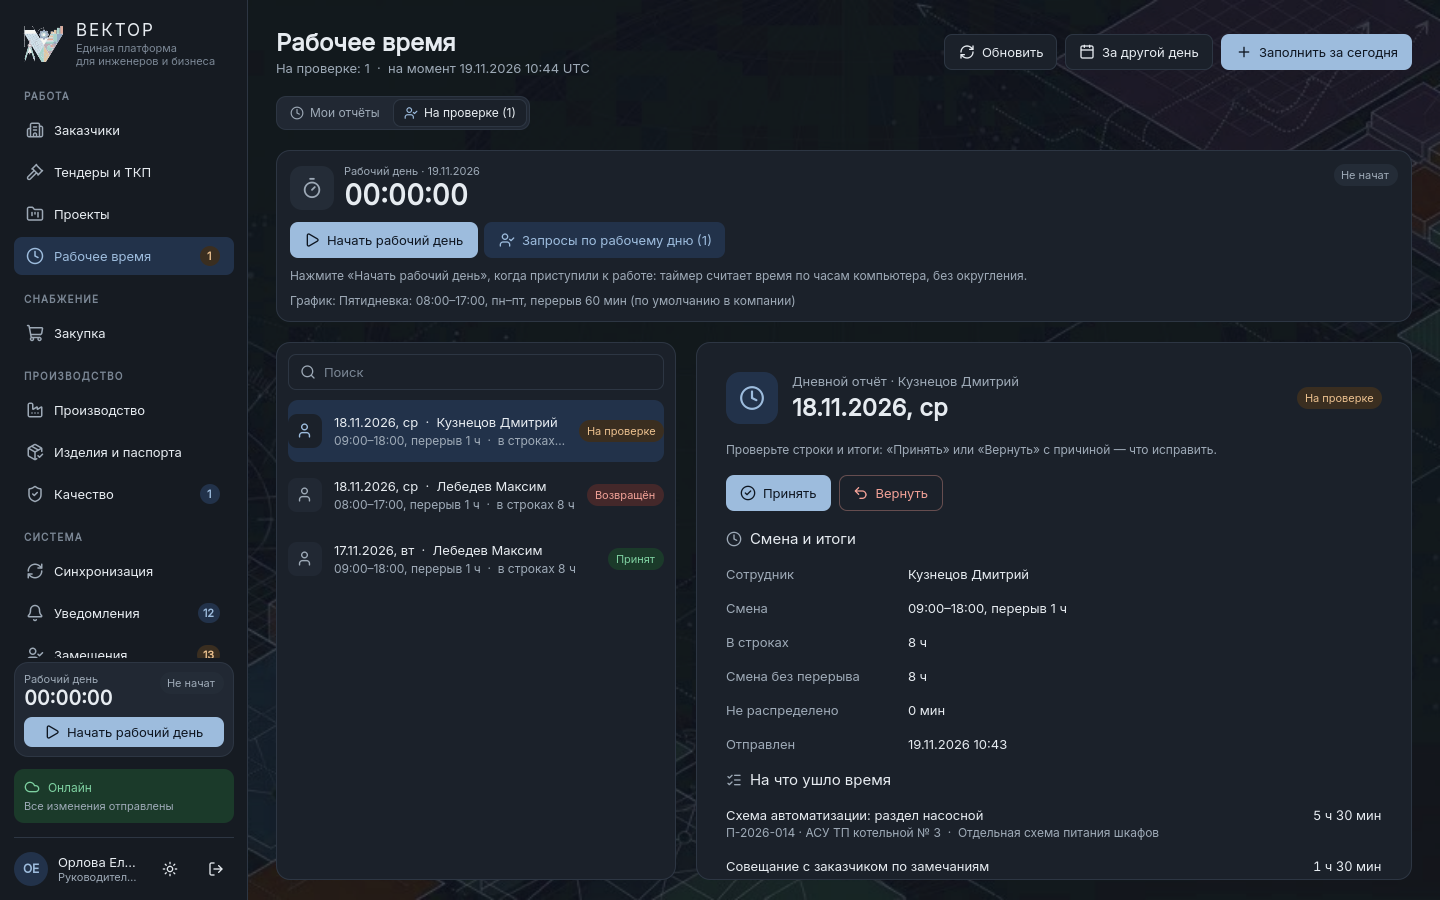 ВЕКТОР
Единая платформа
для инженеров и бизнеса
РАБОТА
Заказчики
Тендеры и ТКП
Проекты
Рабочее время 1
СНАБЖЕНИЕ
Закупка
ПРОИЗВОДСТВО
Производство
Изделия и паспорта
Качество 1
СИСТЕМА
Синхронизация
Уведомления 12
Замещения 13
Рабочий день Не начат
00:00:00
Начать рабочий день
Онлайн
Все изменения отправлены
ОЕ Орлова Ел...
Руководител...
Рабочее время
На проверке: 1 · на момент 19.11.2026 10:44 UTC
Обновить За другой день Заполнить за сегодня
Мои отчёты На проверке (1)
Рабочий день · 19.11.2026 Не начат
00:00:00
Начать рабочий день Запросы по рабочему дню (1)
Нажмите «Начать рабочий день», когда приступили к работе: таймер считает время по часам компьютера, без округления.
График: Пятидневка: 08:00–17:00, пн–пт, перерыв 60 мин (по умолчанию в компании)
Поиск
18.11.2026, ср · Кузнецов Дмитрий
09:00–18:00, перерыв 1 ч · в строках... На проверке
18.11.2026, ср · Лебедев Максим
08:00–17:00, перерыв 1 ч · в строках 8 ч Возвращён
17.11.2026, вт · Лебедев Максим
09:00–18:00, перерыв 1 ч · в строках 8 ч Принят
Дневной отчёт · Кузнецов Дмитрий
18.11.2026, ср На проверке
Проверьте строки и итоги: «Принять» или «Вернуть» с причиной — что исправить.
Принять Вернуть
Смена и итоги
Сотрудник Кузнецов Дмитрий
Смена 09:00–18:00, перерыв 1 ч
В строках 8 ч
Смена без перерыва 8 ч
Не распределено 0 мин
Отправлен 19.11.2026 10:43
На что ушло время
Схема автоматизации: раздел насосной 5 ч 30 мин
П-2026-014 · АСУ ТП котельной № 3 · Отдельная схема питания шкафов
Совещание с заказчиком по замечаниям 1 ч 30 мин